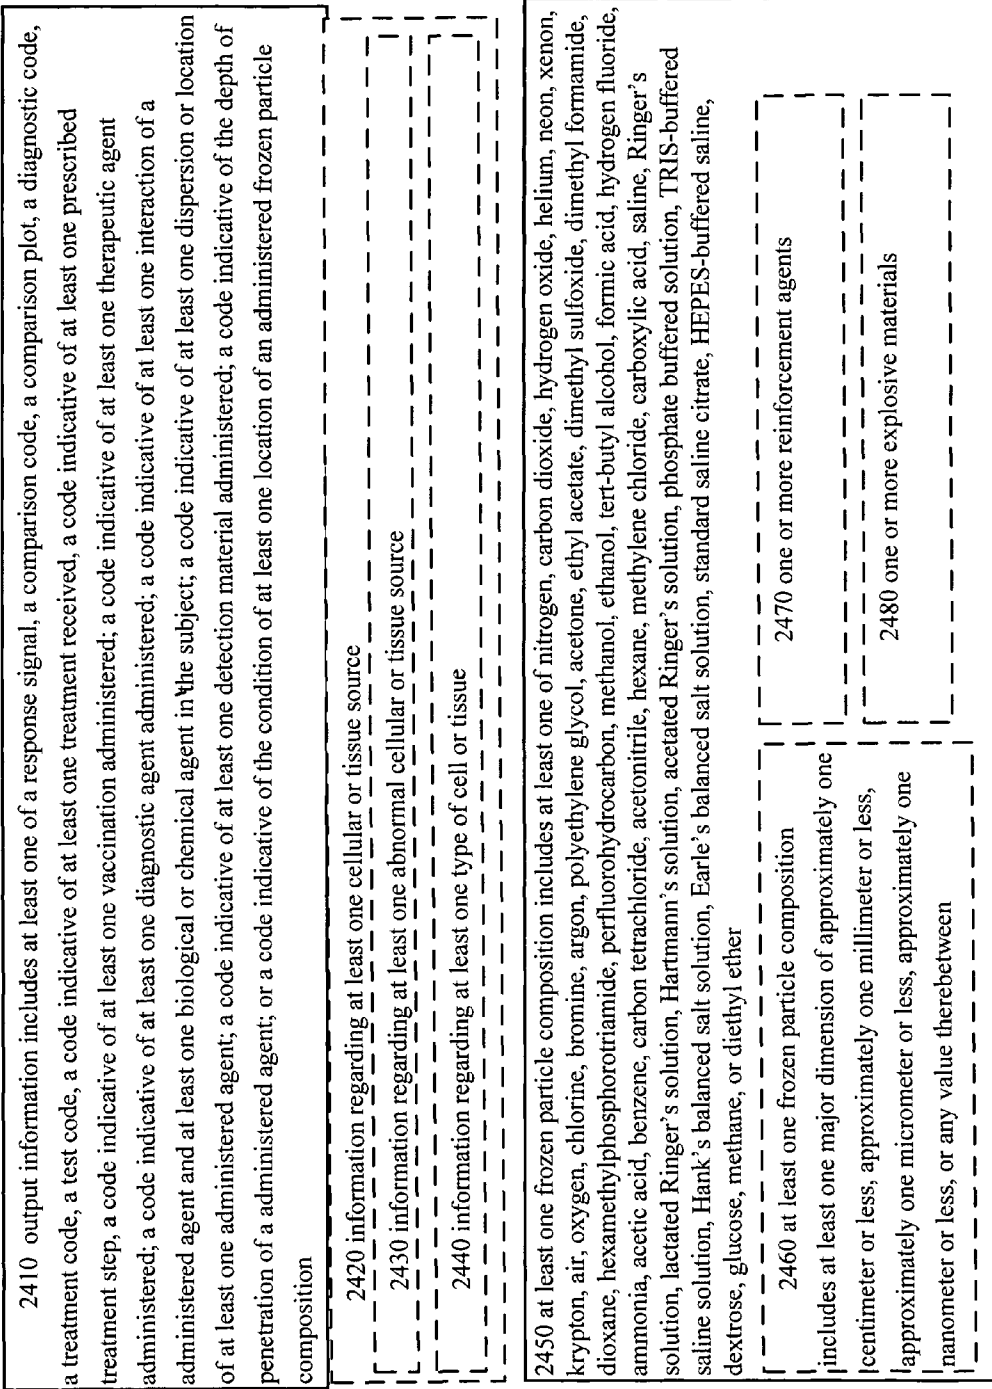 2410 output information includes at least one of a response signal, a comparison code, a comparison plot, a diagnostic code,
a treatment code, a test code, a code indicative of at least one treatment received, a code indicative of at least one prescribed
treatment step, a code indicative of at least one vaccination administered; a code indicative of at least one therapeutic agent
administered; a code indicative of at least one diagnostic agent administered; a code indicative of at least one interaction of a
administered agent and at least one biological or chemical agent in the subject; a code indicative of at least one dispersion or location
of at least one administered agent; a code indicative of at least one detection material administered; a code indicative of the depth of
penetration of a administered agent; or a code indicative of the condition of at least one location of an administered frozen particle
composition
2420 information regarding at least one cellular or tissue source
2430 information regarding at least one abnormal cellular or tissue source
2440 information regarding at least one type of cell or tissue
2450 at least one frozen particle composition includes at least one of nitrogen, carbon dioxide, hydrogen oxide, helium, neon, xenon,
krypton, air, oxygen, chlorine, bromine, argon, polyethylene glycol, acetone, ethyl acetate, dimethyl sulfoxide, dimethyl formamide,
dioxane, hexamethylphosphorotriamide, perfluorohydrocarbon, methanol, ethanol, tert-butyl alcohol, formic acid, hydrogen fluoride,
ammonia, acetic acid, benzene, carbon tetrachloride, acetonitrile, hexane, methylene chloride, carboxylic acid, saline, Ringer's
solution, lactated Ringer's solution, Hartmann's solution, acetated Ringer's solution, phosphate buffered solution, TRIS-buffered
saline solution, Hank's balanced salt solution, Earle's balanced salt solution, standard saline citrate, HEPES-buffered saline,
dextrose, glucose, methane, or diethyl ether
2460 at least one frozen particle composition
includes at least one major dimension of approximately one
centimeter or less, approximately one millimeter or less,
approximately one micrometer or less, approximately one
nanometer or less, or any value therebetween
2470 one or more reinforcement agents
2480 one or more explosive materials